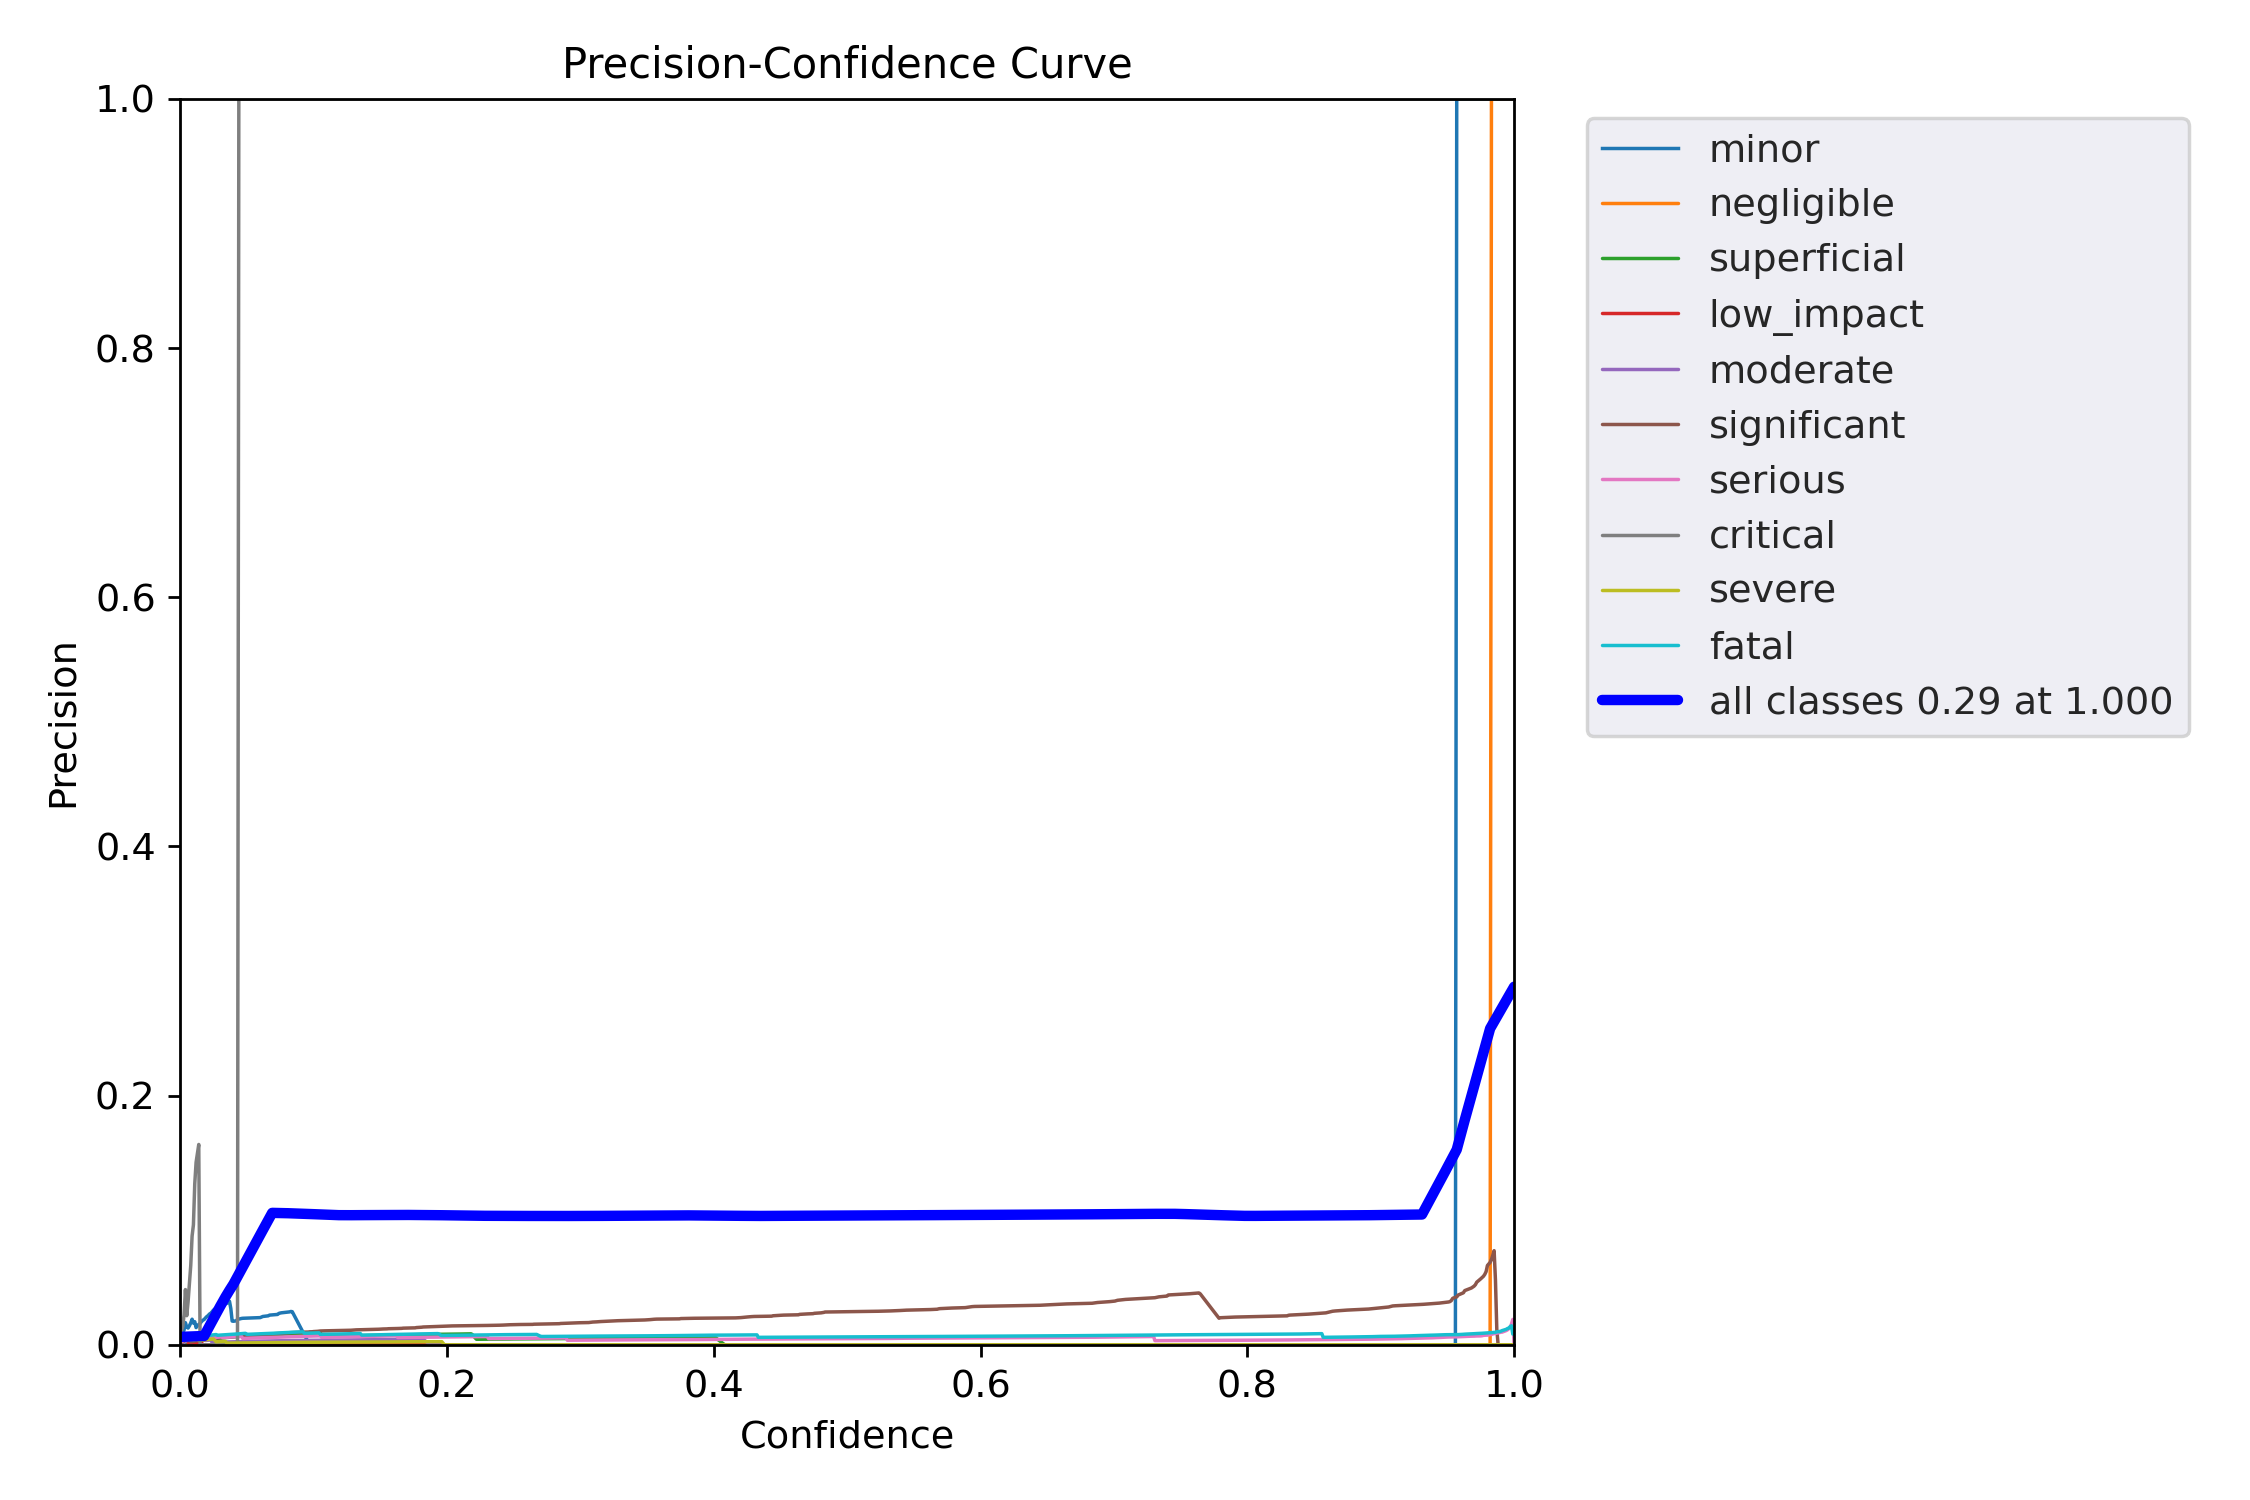 Precision-Confidence Curve
1.0
0.8
0.6
0.4
0.2
0.0
Precision
0.0 0.2 0.4 0.6 0.8 1.0
Confidence
minor
negligible
superficial
low_impact
moderate
significant
serious
critical
severe
fatal
all classes 0.29 at 1.000